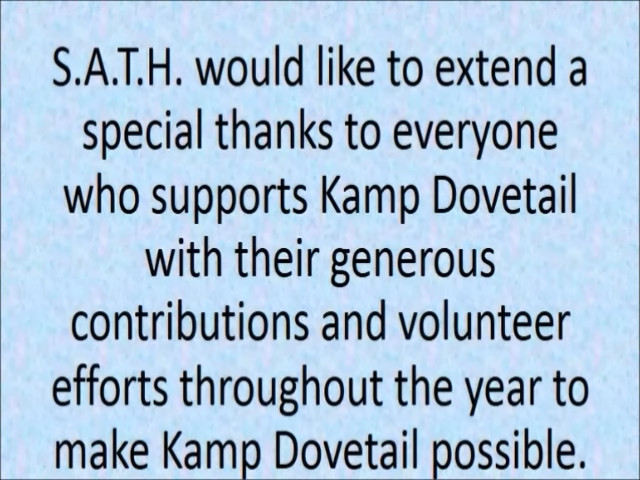 S.A.T.H. would like to extend a
special thanks to everyone
who supports Kamp Dovetail
with their generous
contributions and volunteer
efforts throughout the year to
make Kamp Dovetail possible.